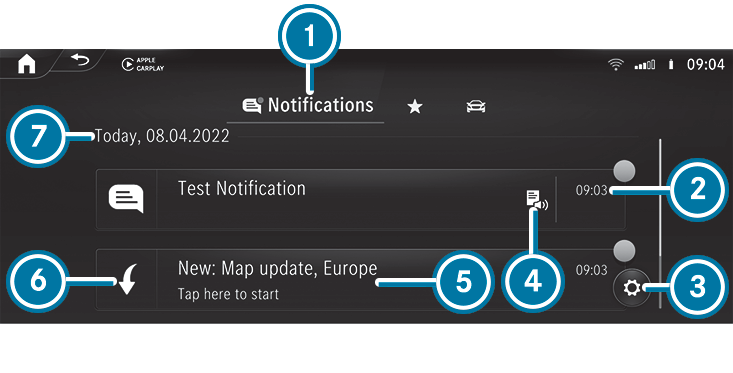 1
APPLE
CARPLAY
09:04
Notifications
7
Today, 08.04.2022
Test Notification
09:03
2
4
6
New: Map update, Europe
5
09:03
Tap here to start
3